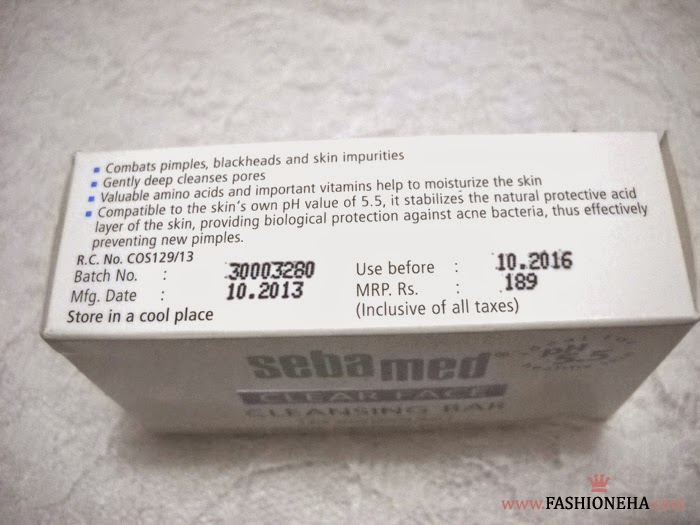 Combats pimples, blackheads and skin impurities
Gently deep cleanses pores
Valuable amino acids and important vitamins help to moisturize the skin
Compatible to the skin's own pH value of 5.5, it stabilizes the natural protective acid
layer of the skin, providing biological protection against acne bacteria, thus effectively
preventing new pimples.
R.C. No. COS129/13
Batch No. : 30003280
Mfg. Date : 10.2013
Store in a cool place
Use before : 10.2016
MRP. Rs. : 189
(Inclusive of all taxes)
sebamed®
CLEAR FACE
CLEANSING BAR
pH 5.5
www.FASHIONEHA.com